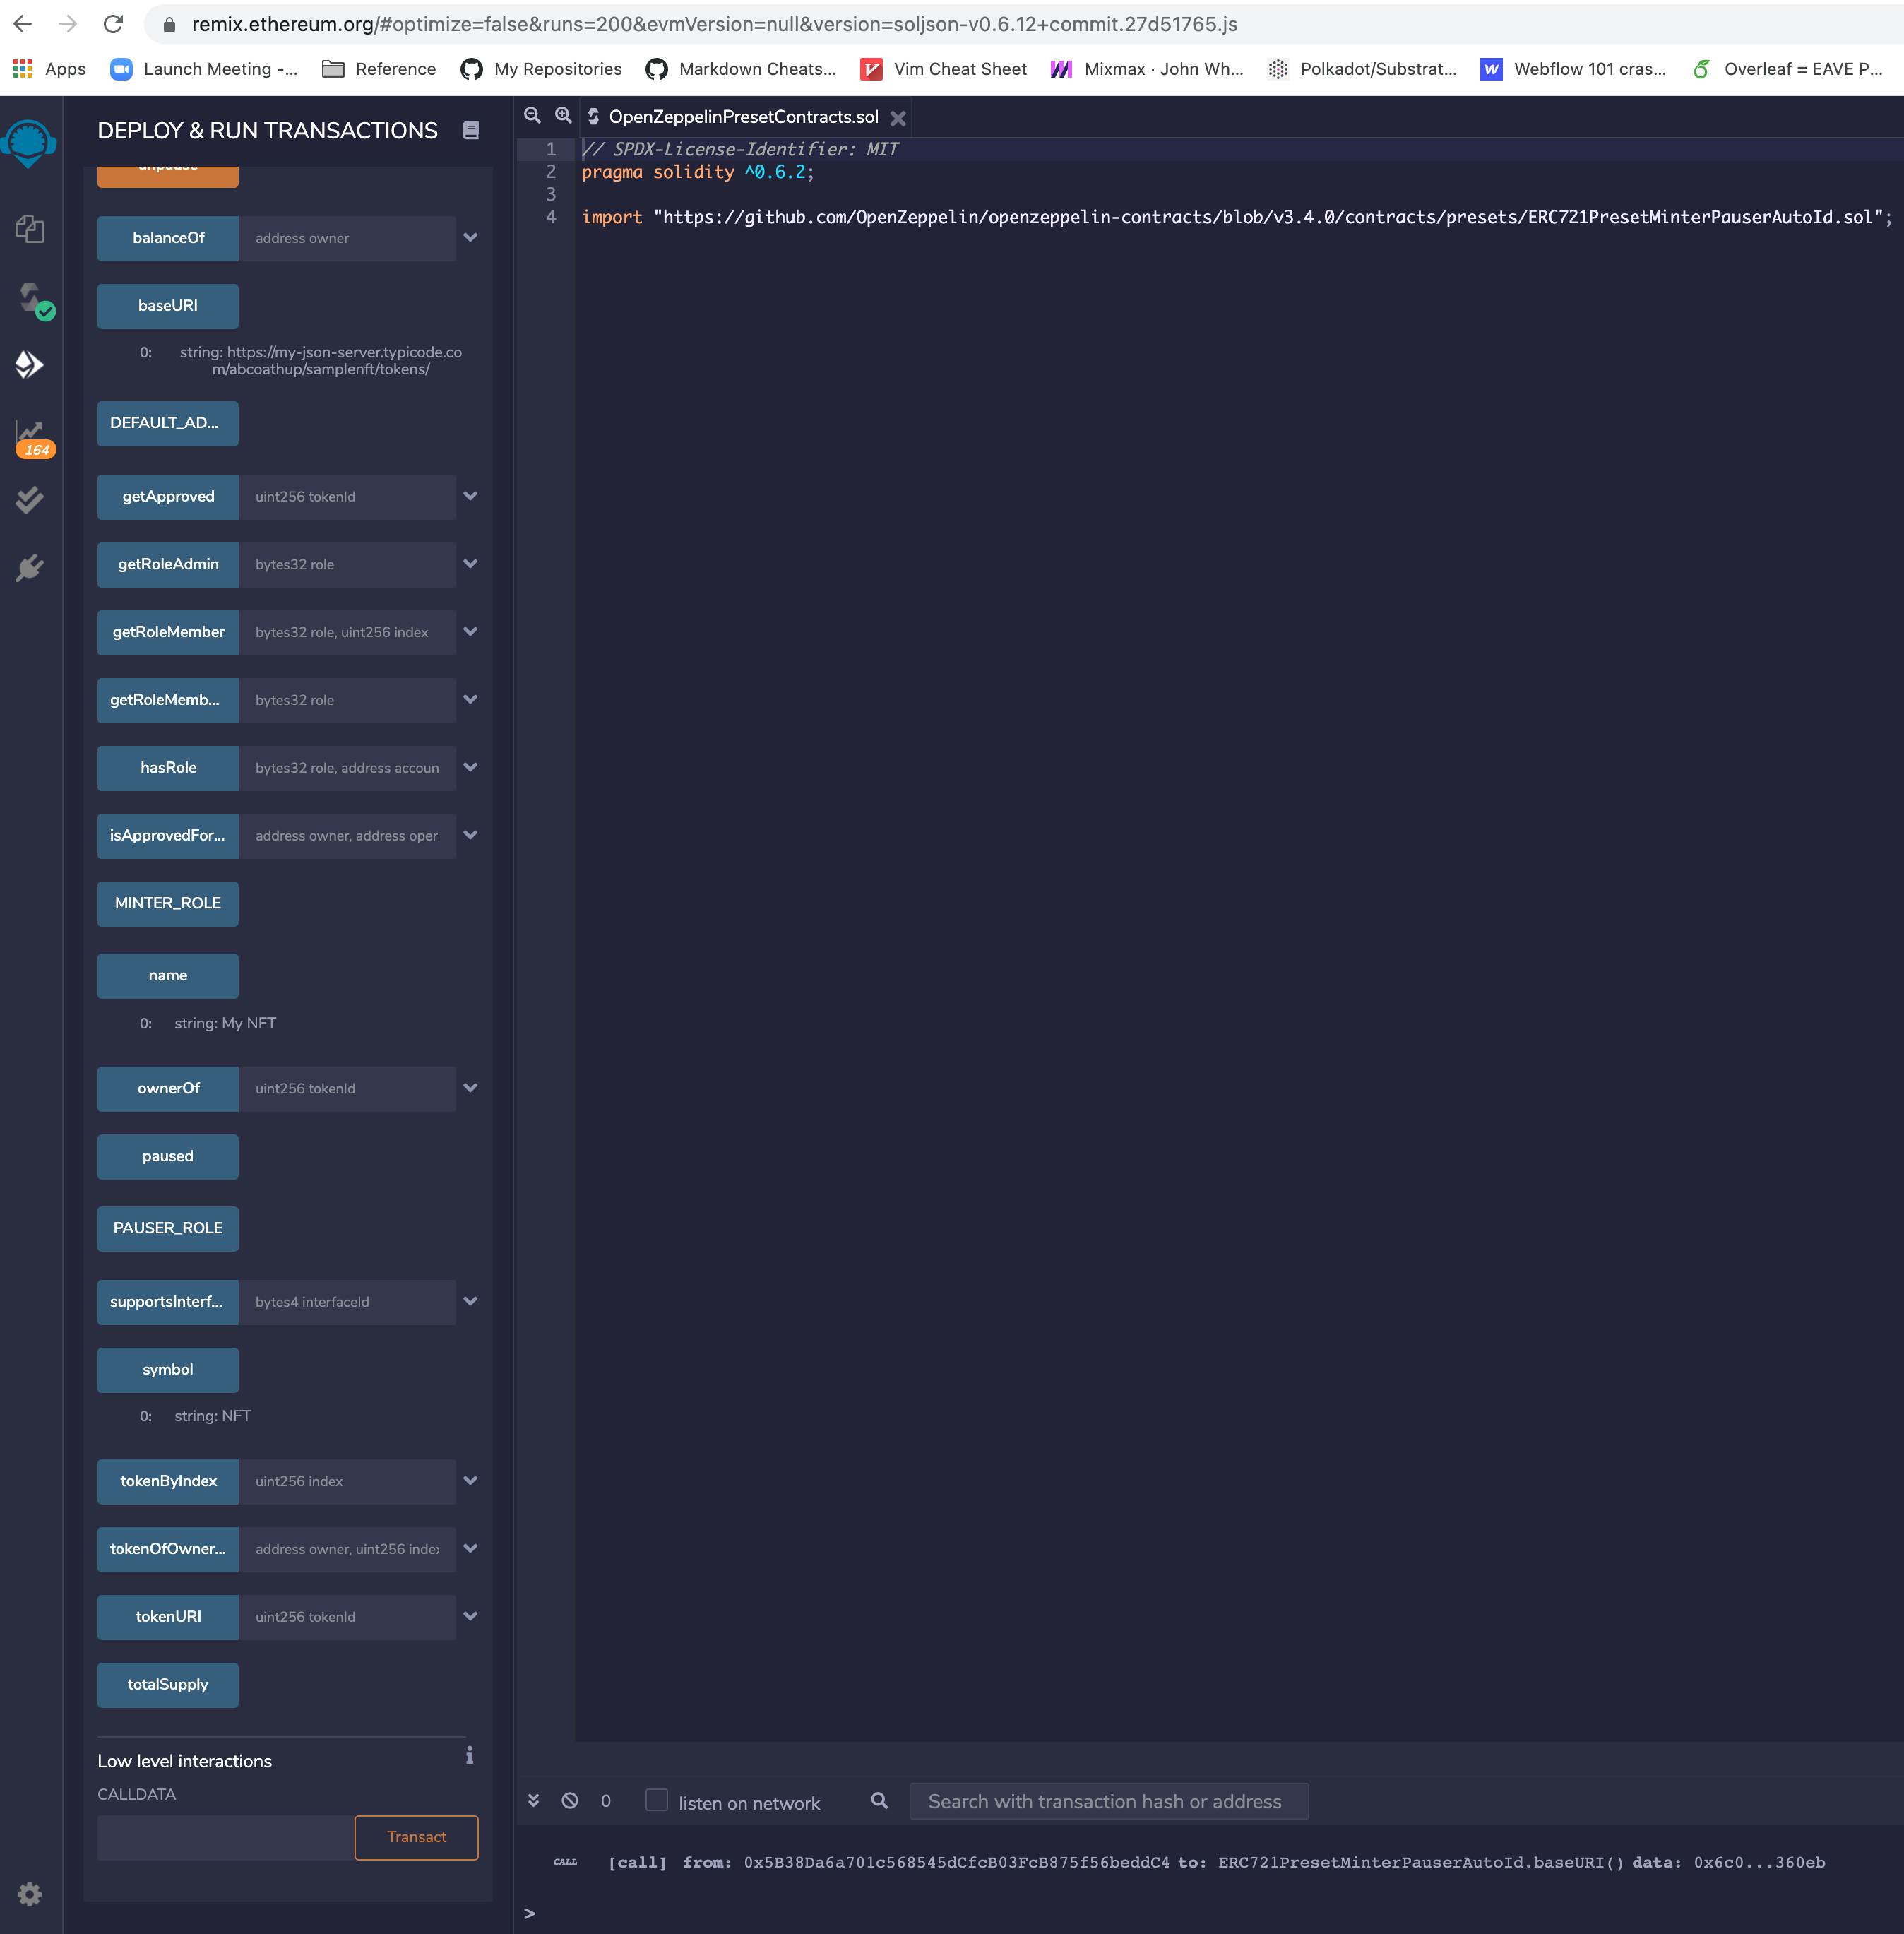 remix.ethereum.org/#optimize=false&runs=200&evmVersion=null&version=soljson-v0.6.12+commit.27d51765.js
Apps
Launch Meeting -...
Reference
My Repositories
Markdown Cheats...
Vim Cheat Sheet
Mixmax · John Wh...
Polkadot/Substrat...
Webflow 101 cras...
Overleaf = EAVE P...
DEPLOY & RUN TRANSACTIONS
unpause
balanceOf address owner
baseURI
0: string: https://my-json-server.typicode.co
m/abcoathup/samplenft/tokens/
DEFAULT_AD...
164
getApproved uint256 tokenId
getRoleAdmin bytes32 role
getRoleMember bytes32 role, uint256 index
getRoleMemb... bytes32 role
hasRole bytes32 role, address accoun
isApprovedFor... address owner, address oper
MINTER_ROLE
name
0: string: My NFT
ownerOf uint256 tokenId
paused
PAUSER_ROLE
supportsInterf... bytes4 interfaceId
symbol
0: string: NFT
tokenByIndex uint256 index
tokenOfOwner... address owner, uint256 index
tokenURI uint256 tokenId
totalSupply
Low level interactions
i
CALLDATA
Transact
OpenZeppelinPresetContracts.sol
1 // SPDX-License-Identifier: MIT
2 pragma solidity ^0.6.2;
3
4 import "https://github.com/OpenZeppelin/openzeppelin-contracts/blob/v3.4.0/contracts/presets/ERC721PresetMinterPauserAutoId.sol";
0
listen on network
Search with transaction hash or address
CALL [call] from: 0x5B38Da6a701c568545dCfcB03FcB875f56beddC4 to: ERC721PresetMinterPauserAutoId.baseURI() data: 0x6c0...360eb
>